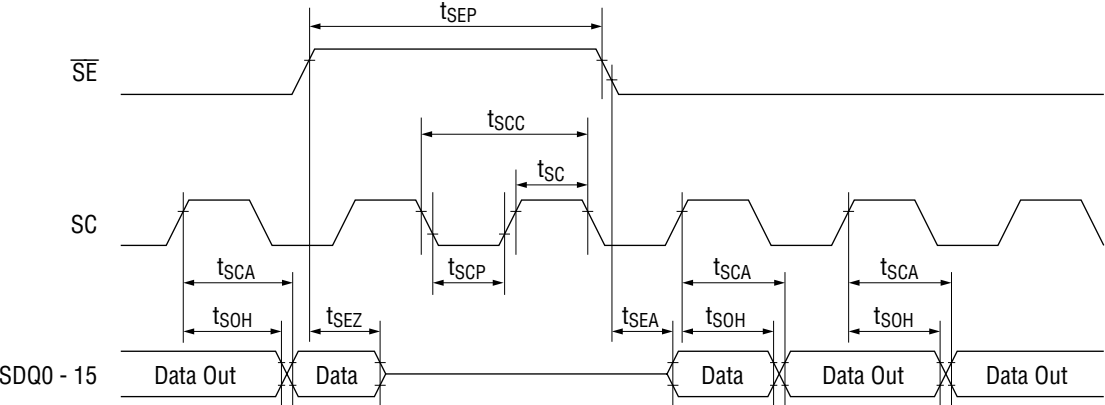 tSEP
SE
tSCC
tSC
SC
tSCP
tSCA tSCA tSCA
tSOH tSEZ tSEA tSOH tSOH
SDQ0 - 15 Data Out Data Data Data Out Data Out